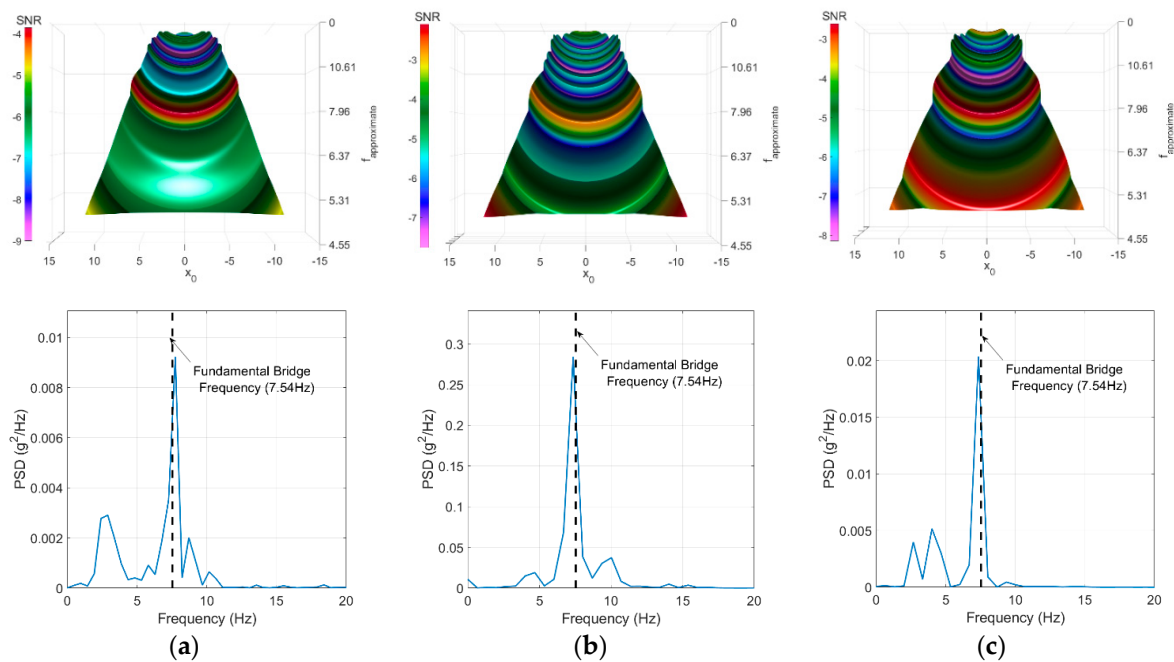 SNR
-4
-5
-6
-7
-8
-9
0
10.61
7.96
6.37
5.31
4.55
f_approximate
15 10 5 0 -5 -10 -15
x_0
SNR
-3
-4
-5
-6
-7
0
10.61
7.96
6.37
5.31
4.55
f_approximate
15 10 5 0 -5 -10 -15
x_0
SNR
-3
-4
-5
-6
-7
-8
0
10.61
7.96
6.37
5.31
4.55
f_approximate
15 10 5 0 -5 -10 -15
x_0
0.01
0.008
0.006
0.004
0.002
0
PSD (g^2/Hz)
Fundamental Bridge
Frequency (7.54Hz)
0 5 10 15 20
Frequency (Hz)
(a)
0.3
0.25
0.2
0.15
0.1
0.05
0
PSD (g^2/Hz)
Fundamental Bridge
Frequency (7.54Hz)
0 5 10 15 20
Frequency (Hz)
(b)
0.02
0.015
0.01
0.005
0
PSD (g^2/Hz)
Fundamental Bridge
Frequency (7.54Hz)
0 5 10 15 20
Frequency (Hz)
(c)